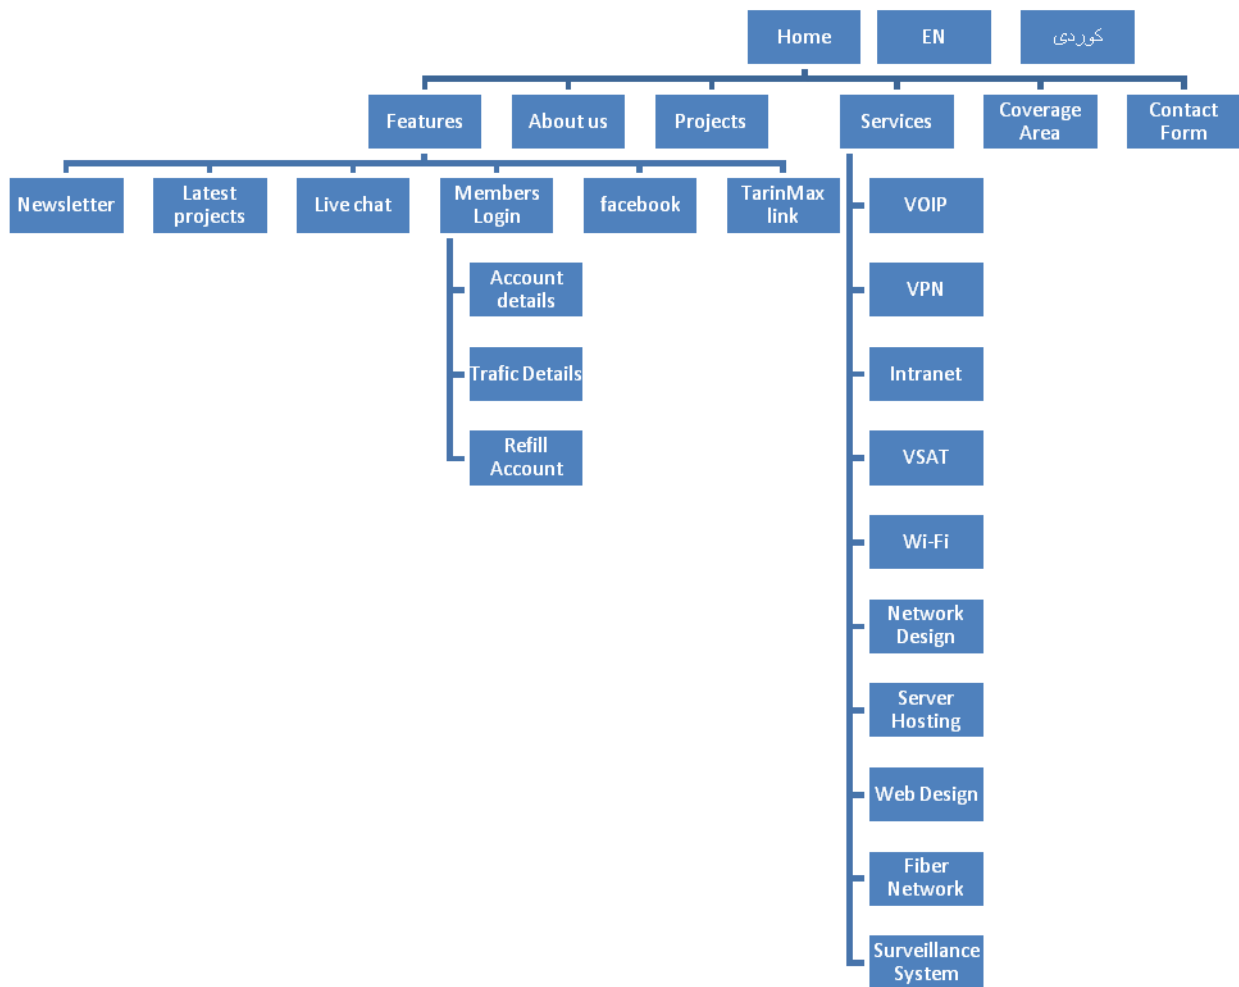 Home
EN
کوردی
Features
About us
Projects
Services
Coverage
Area
Contact
Form
Newsletter
Latest
projects
Live chat
Members
Login
facebook
TarinMax
link
Account
details
Trafic Details
Refill
Account
VOIP
VPN
Intranet
VSAT
Wi-Fi
Network
Design
Server
Hosting
Web Design
Fiber
Network
Surveillance
System